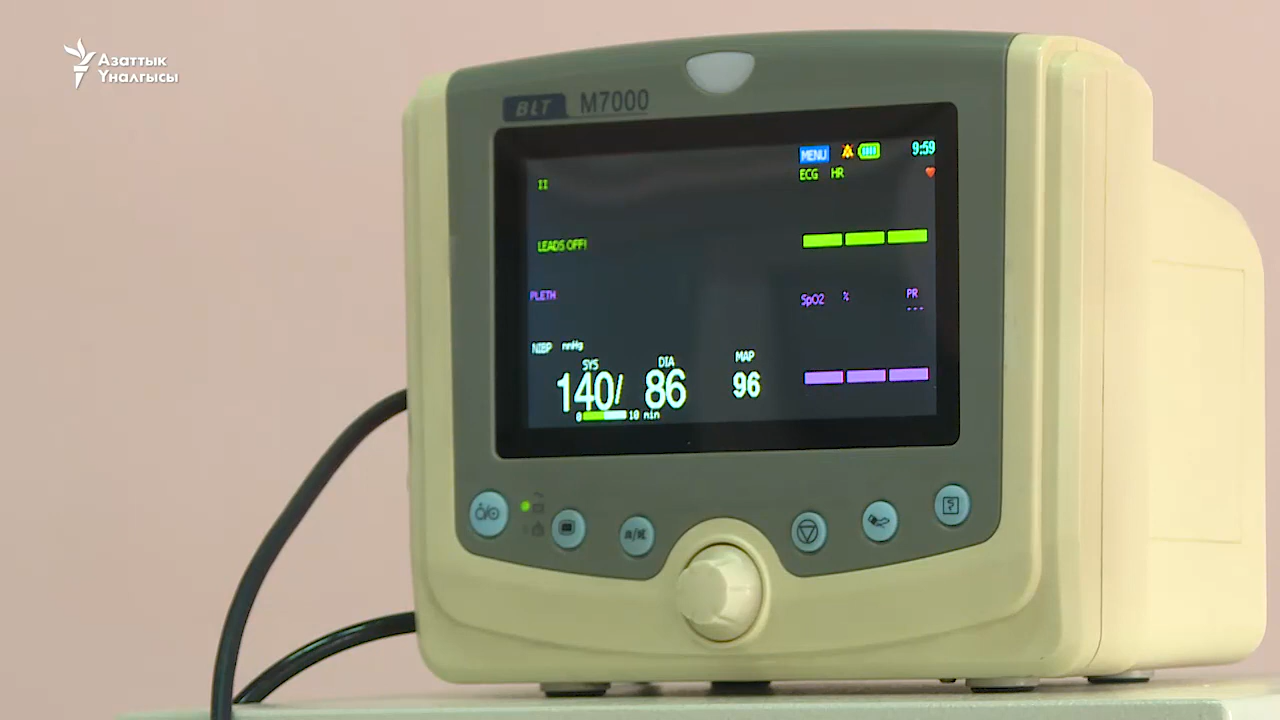 Азаттык
Үналгысы
BLT M7000
MENU 9:59
ECG HR
II
LEADS OFF!
PLETH
SpO2 % PR
---
NIBP mmHg
SYS DIA MAP
140/ 86 96
0 10 min